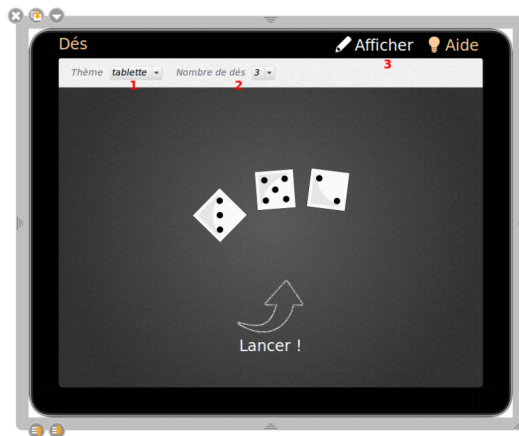 Dés Afficher Aide
3
Thème tablette Nombre de dés 3
1 2
Lancer !